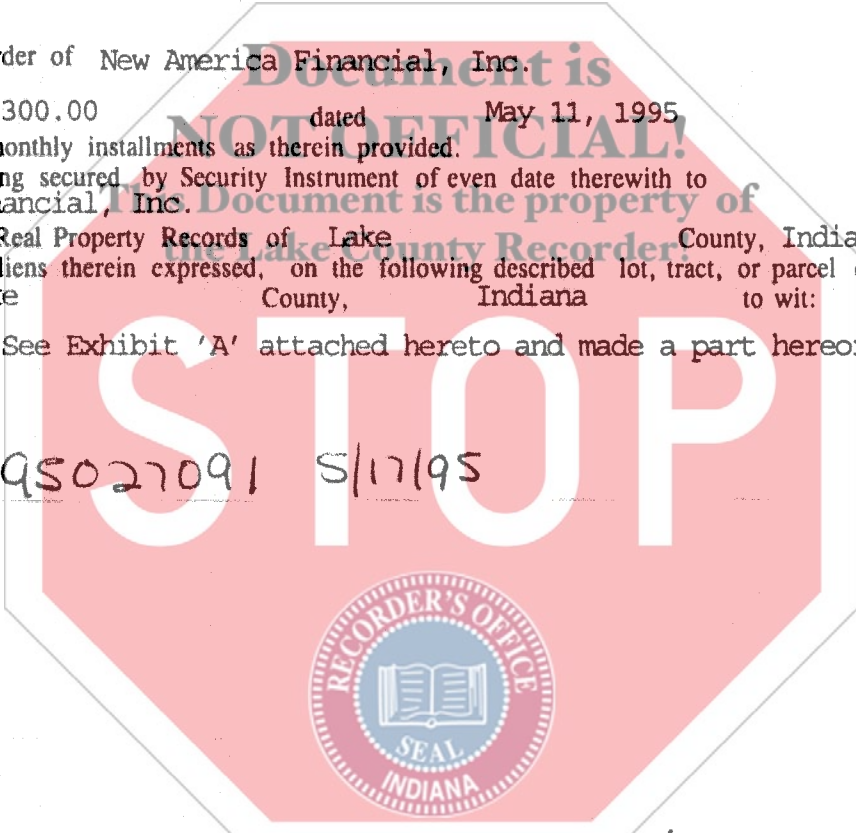 der of New America Financial, Inc.
Document is
300.00 dated May 11, 1995
NOT OFFICIAL!
onthly installments as therein provided.
ng secured by Security Instrument of even date therewith to
ancial, Inc.
This Document is the property of
Real Property Records of Lake County, India
the Lake County Recorder!
liens therein expressed, on the following described lot, tract, or parcel
e County, Indiana to wit:
See Exhibit 'A' attached hereto and made a part hereof
STOP
95027091 5/17/95
RECORDER'S OFFICE
SEAL
INDIANA